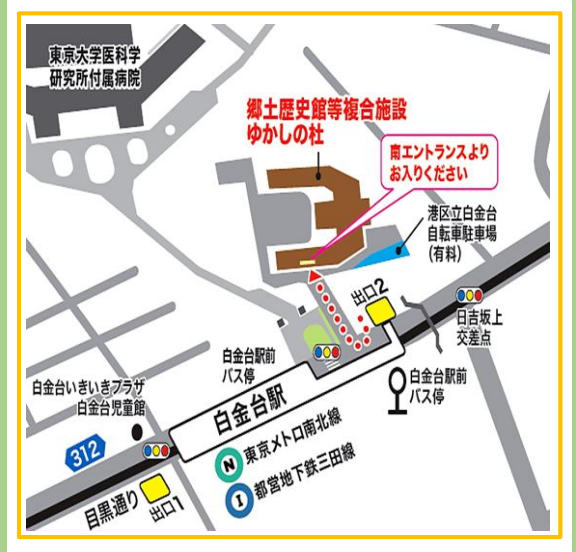 東京大学医科学
研究所付属病院
郷土歴史館等複合施設
ゆかしの杜
南エントランスより
お入りください
港区立白金台
自転車駐車場
(有料)
出口2
日吉坂上
交差点
白金台駅前
バス停
白金台駅前
バス停
白金台いきいきプラザ
白金台児童館
白金台駅
312
N 東京メトロ南北線
I 都営地下鉄三田線
目黒通り
出口1